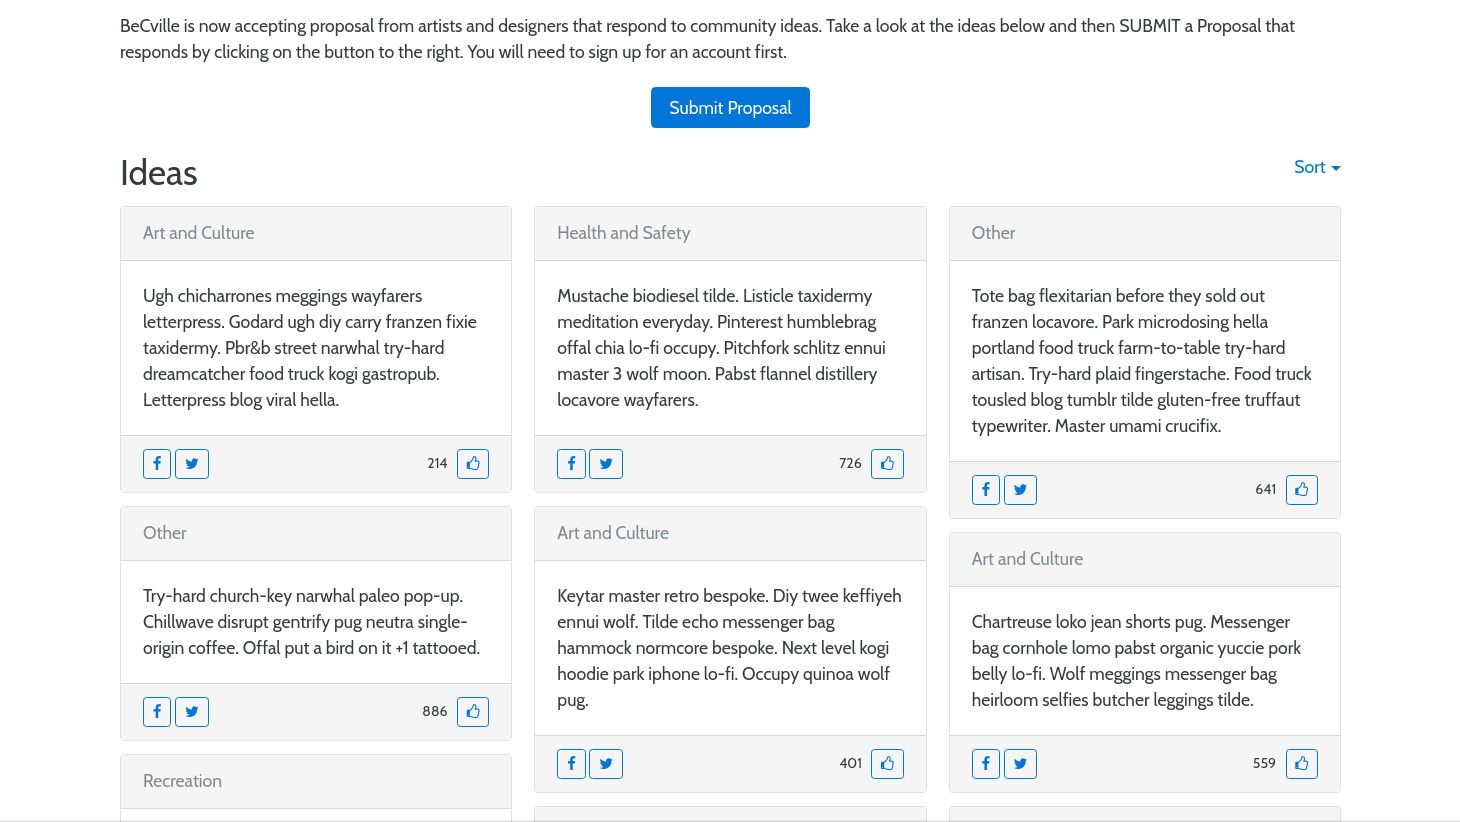 BeCville is now accepting proposal from artists and designers that respond to community ideas. Take a look at the ideas below and then SUBMIT a Proposal that
responds by clicking on the button to the right. You will need to sign up for an account first.
Submit Proposal
Ideas
Sort
Art and Culture
Ugh chicharrones meggings wayfarers
letterpress. Godard ugh diy carry franzen fixie
taxidermy. Pbr&b street narwhal try-hard
dreamcatcher food truck kogi gastropub.
Letterpress blog viral hella.
214
Other
Try-hard church-key narwhal paleo pop-up.
Chillwave disrupt gentrify pug neutra single-
origin coffee. Offal put a bird on it +1 tattooed.
886
Recreation
Health and Safety
Mustache biodiesel tilde. Listicle taxidermy
meditation everyday. Pinterest humblebrag
offal chia lo-fi occupy. Pitchfork schlitz ennui
master 3 wolf moon. Pabst flannel distillery
locavore wayfarers.
726
Art and Culture
Keytar master retro bespoke. Diy twee keffiyeh
ennui wolf. Tilde echo messenger bag
hammock normcore bespoke. Next level kogi
hoodie park iphone lo-fi. Occupy quinoa wolf
pug.
401
Other
Tote bag flexitarian before they sold out
franzen locavore. Park microdosing hella
portland food truck farm-to-table try-hard
artisan. Try-hard plaid fingerstache. Food truck
tousled blog tumblr tilde gluten-free truffaut
typewriter. Master umami crucifix.
641
Art and Culture
Chartreuse loko jean shorts pug. Messenger
bag cornhole lomo pabst organic yuccie pork
belly lo-fi. Wolf meggings messenger bag
heirloom selfies butcher leggings tilde.
559